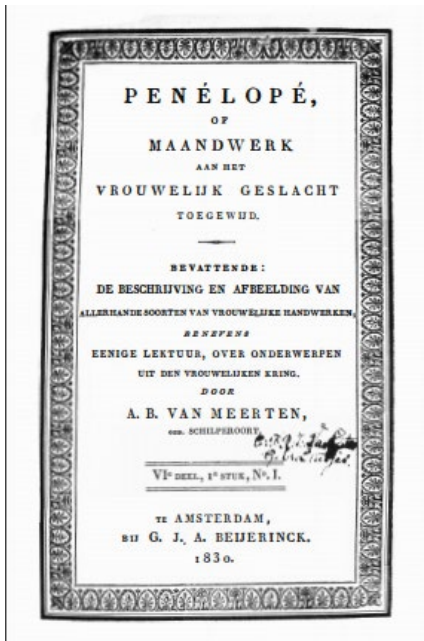 PENÉLOPÉ,
OF
MAANDWERK
AAN HET
VROUWELIJK GESLACHT
TOEGEWIJD.
BEVATTENDE:
DE BESCHRIJVING EN AFBEELDING VAN
ALLERHANDE SOORTEN VAN VROUWELIJKE HANDWERKEN,
BENEVENS
EENIGE LEKTUUR, OVER ONDERWERPEN
UIT DEN VROUWELIJKEN KRING.
DOOR
A. B. VAN MEERTEN,
GEB. SCHILPEROORT.
VIe DEEL, 1e STUK, No. I.
TE AMSTERDAM,
BIJ G. J. A. BEIJERINCK.
1830.